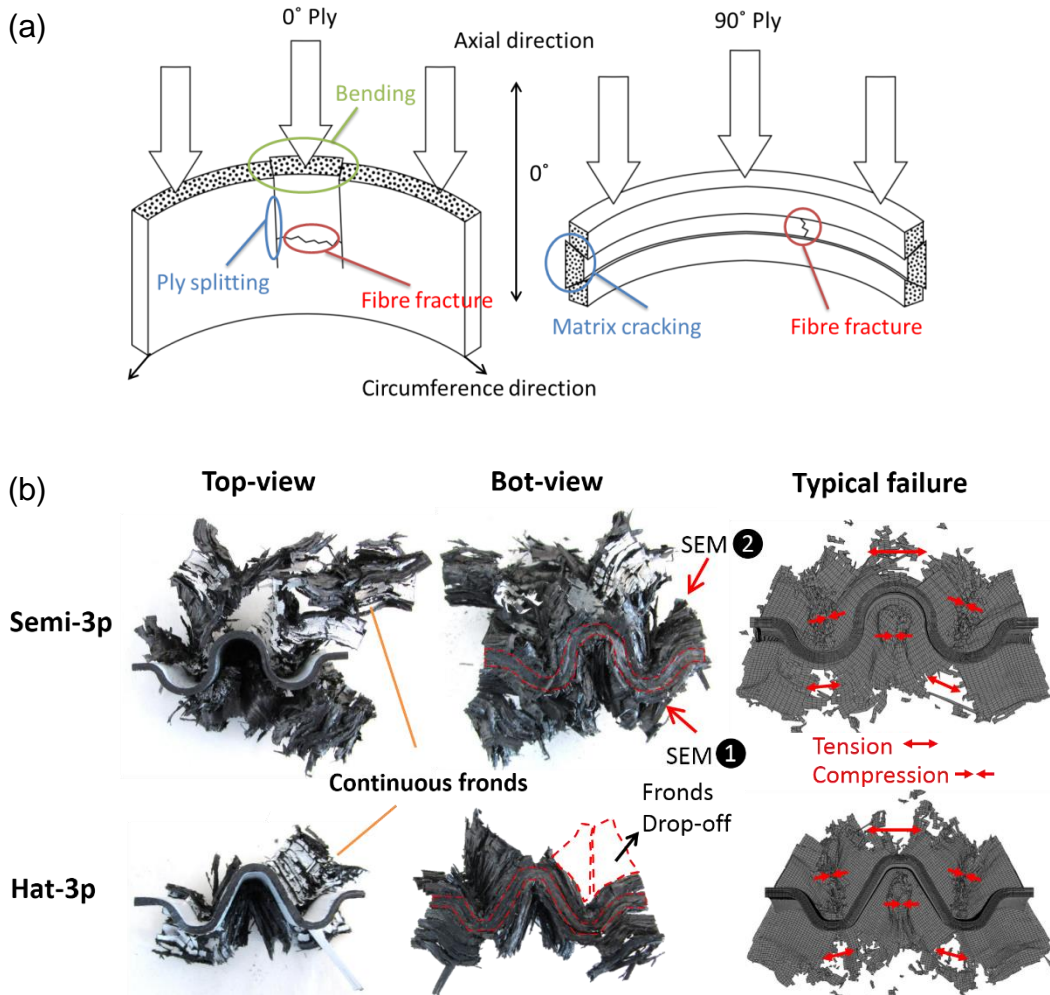 (a)
0° Ply
90° Ply
Axial direction
Bending
0°
Ply splitting
Fibre fracture
Matrix cracking
Fibre fracture
Circumference direction
(b)
Top-view
Bot-view
Typical failure
SEM 2
Semi-3p
SEM 1
Tension
Compression
Continuous fronds
Fronds
Drop-off
Hat-3p